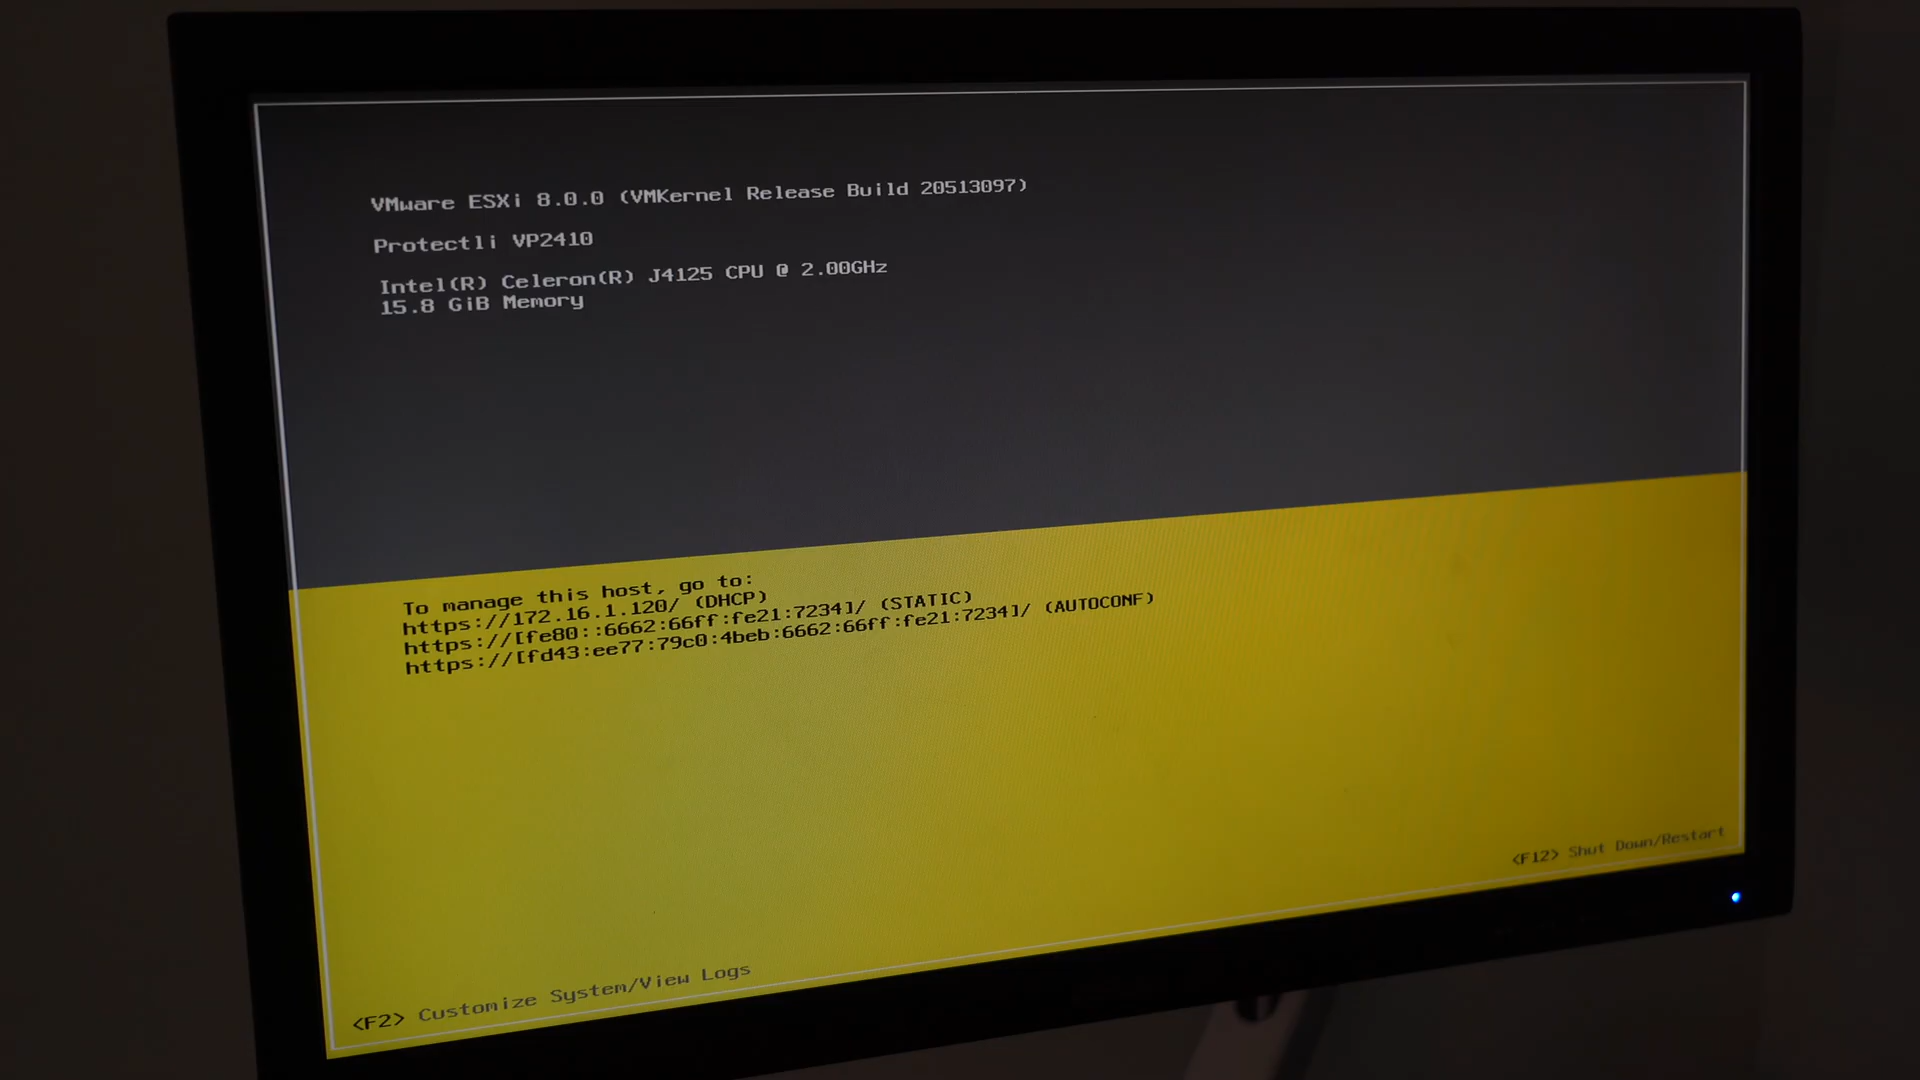 VMware ESXi 8.0.0 (VMKernel Release Build 20513097)
Protectli VP2410
Intel(R) Celeron(R) J4125 CPU @ 2.00GHz
15.8 GiB Memory
To manage this host, go to:
https://172.16.1.120/ (DHCP)
https://[fe80::6662:66ff:fe21:7234]/ (STATIC)
https://[fd43:ee77:79c0:4beb:6662:66ff:fe21:7234]/ (AUTOCONF)
<F2> Customize System/View Logs
<F12> Shut Down/Restart